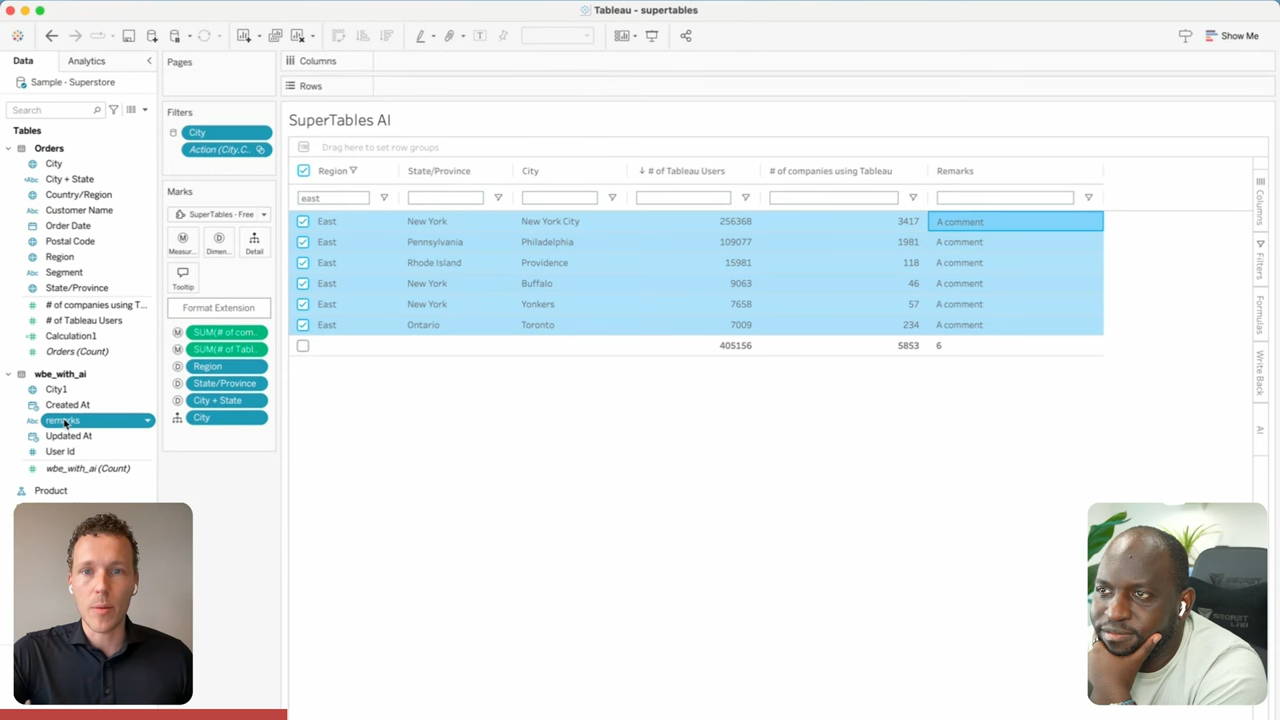 Tableau - supertables
Show Me
Data
Analytics
Pages
Columns
Sample - Superstore
Rows
Search
Filters
SuperTables AI
Tables
City
Orders
Action (City,C..
Drag here to set row groups
City
Region
State/Province
City
# of Tableau Users
# of companies using Tableau
Remarks
Abc
City + State
Marks
Country/Region
east
Abc
Customer Name
SuperTables - Free
East
New York
New York City
256368
3417
A comment
Order Date
Abc
Postal Code
Measur...
Dimen...
Detail
East
Pennsylvania
Philadelphia
109077
1981
A comment
Region
East
Rhode Island
Providence
15981
118
A comment
Abc
Segment
Tooltip
East
New York
Buffalo
9063
46
A comment
State/Province
# of companies using T...
Format Extension
East
New York
Yonkers
7658
57
A comment
# of Tableau Users
East
Ontario
Toronto
7009
234
A comment
Calculation1
SUM(# of com..
Orders (Count)
SUM(# of Tabl..
405156
5853
6
wbe_with_ai
Region
City1
State/Province
Created At
City + State
Abc
remarks
City
Updated At
User Id
wbe_with_ai (Count)
Product
Columns
Filters
Formulas
Write Back
AI